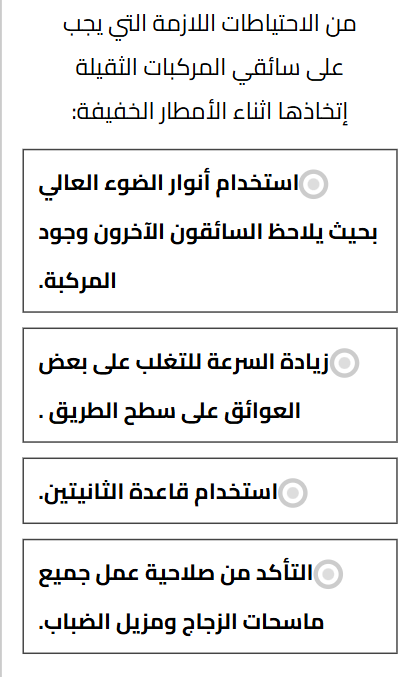 من الاحتياطات اللازمة التي يجب
على سائقي المركبات الثقيلة
إتخاذها اثناء الأمطار الخفيفة:
استخدام أنوار الضوء العالي
بحيث يلاحظ السائقون الآخرون وجود
المركبة.
زيادة السرعة للتغلب على بعض
العوائق على سطح الطريق .
استخدام قاعدة الثانيتين.
التأكد من صلاحية عمل جميع
ماسحات الزجاج ومزيل الضباب.